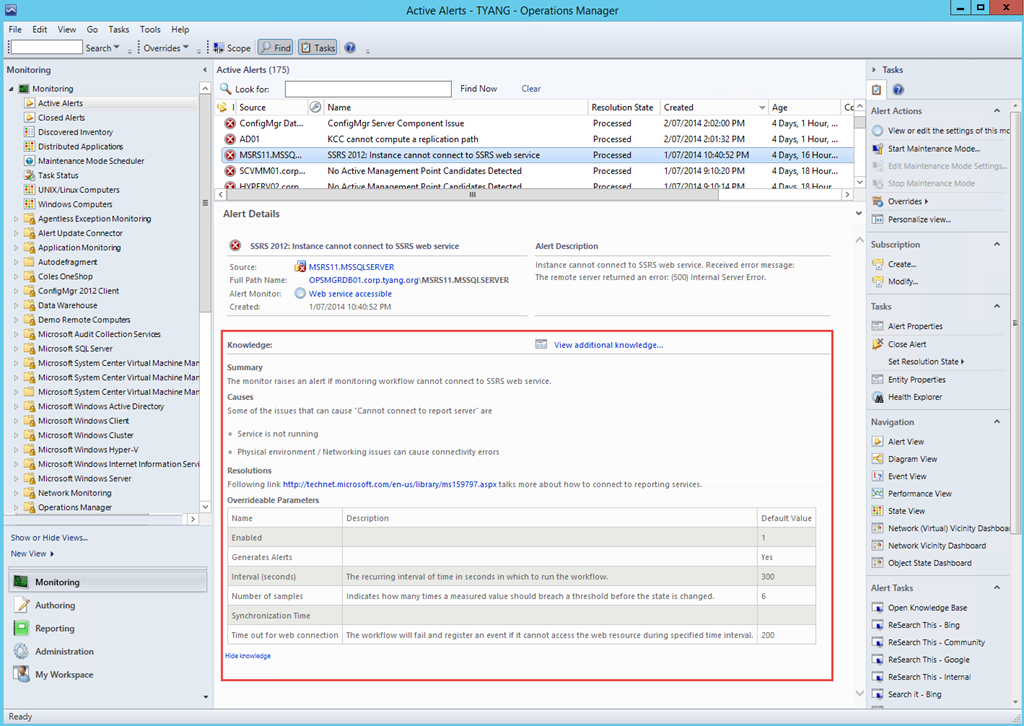 Active Alerts - TYANG - Operations Manager
File Edit View Go Tasks Tools Help
Search Overrides Scope Find Tasks
Monitoring
Monitoring
Active Alerts
Closed Alerts
Discovered Inventory
Distributed Applications
Maintenance Mode Scheduler
Task Status
UNIX/Linux Computers
Windows Computers
Agentless Exception Monitoring
Alert Update Connector
Application Monitoring
Autodefragment
Coles OneShop
ConfigMgr 2012 Client
Data Warehouse
Demo Remote Computers
Microsoft Audit Collection Services
Microsoft SQL Server
Microsoft System Center Virtual Machine Man
Microsoft System Center Virtual Machine Man
Microsoft System Center Virtual Machine Man
Microsoft Windows Active Directory
Microsoft Windows Client
Microsoft Windows Cluster
Microsoft Windows Hyper-V
Microsoft Windows Internet Information Servi
Microsoft Windows Server
Network Monitoring
Operations Manager
Show or Hide Views...
New View
Monitoring
Authoring
Reporting
Administration
My Workspace
Ready
Active Alerts (175)
Look for: Find Now Clear
I Source Name Resolution State Created Age Co
ConfigMgr Dat... ConfigMgr Server Component Issue Processed 2/07/2014 2:02:00 PM 4 Days, 1 Hour, ...
AD01 KCC cannot compute a replication path Processed 2/07/2014 2:01:32 PM 4 Days, 1 Hour, ...
MSRS11.MSSQ... SSRS 2012: Instance cannot connect to SSRS web service Processed 1/07/2014 10:40:52 PM 4 Days, 16 Hour...
SCVMM01.corp... No Active Management Point Candidates Detected Processed 1/07/2014 9:10:20 PM 4 Days, 18 Hour...
HYPERV02.corp... No Active Management Point Candidates Detected Processed 1/07/2014 9:10:14 PM 4 Days, 18 Hour...
Alert Details
SSRS 2012: Instance cannot connect to SSRS web service
Source: MSRS11.MSSQLSERVER
Full Path Name: OPSMGRDB01.corp.tyang.org\MSRS11.MSSQLSERVER
Alert Monitor: Web service accessible
Created: 1/07/2014 10:40:52 PM
Alert Description
Instance cannot connect to SSRS web service. Received error message:
The remote server returned an error: (500) Internal Server Error.
Knowledge: View additional knowledge...
Summary
The monitor raises an alert if monitoring workflow cannot connect to SSRS web service.
Causes
Some of the issues that can cause "Cannot connect to report server" are
Service is not running
Physical environment / Networking issues can cause connectivity errors
Resolutions
Following link http://technet.microsoft.com/en-us/library/ms159797.aspx talks more about how to connect to reporting services.
Overrideable Parameters
Name Description Default Value
Enabled 1
Generates Alerts Yes
Interval (seconds) The recurring interval of time in seconds in which to run the workflow. 300
Number of samples Indicates how many times a measured value should breach a threshold before the state is changed. 6
Synchronization Time
Time out for web connection The workflow will fail and register an event if it cannot access the web resource during specified time interval. 200
Hide knowledge
Tasks
Alert Actions
View or edit the settings of this mo
Start Maintenance Mode...
Edit Maintenance Mode Settings...
Stop Maintenance Mode
Overrides
Personalize view...
Subscription
Create...
Modify...
Tasks
Alert Properties
Close Alert
Set Resolution State
Entity Properties
Health Explorer
Navigation
Alert View
Diagram View
Event View
Performance View
State View
Network (Virtual) Vicinity Dashboa
Network Vicinity Dashboard
Object State Dashboard
Alert Tasks
Open Knowledge Base
ReSearch This - Bing
ReSearch This - Community
ReSearch This - Google
ReSearch This - Internal
Search it - Bing